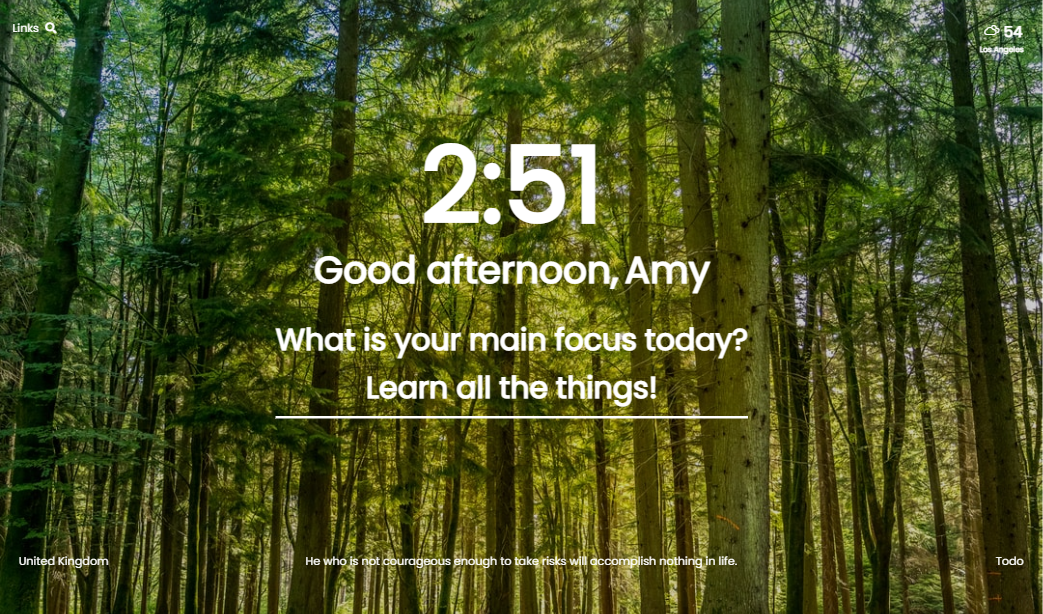 Links
54
Los Angeles
2:51
Good afternoon, Amy
What is your main focus today?
Learn all the things!
United Kingdom
He who is not courageous enough to take risks will accomplish nothing in life.
Todo